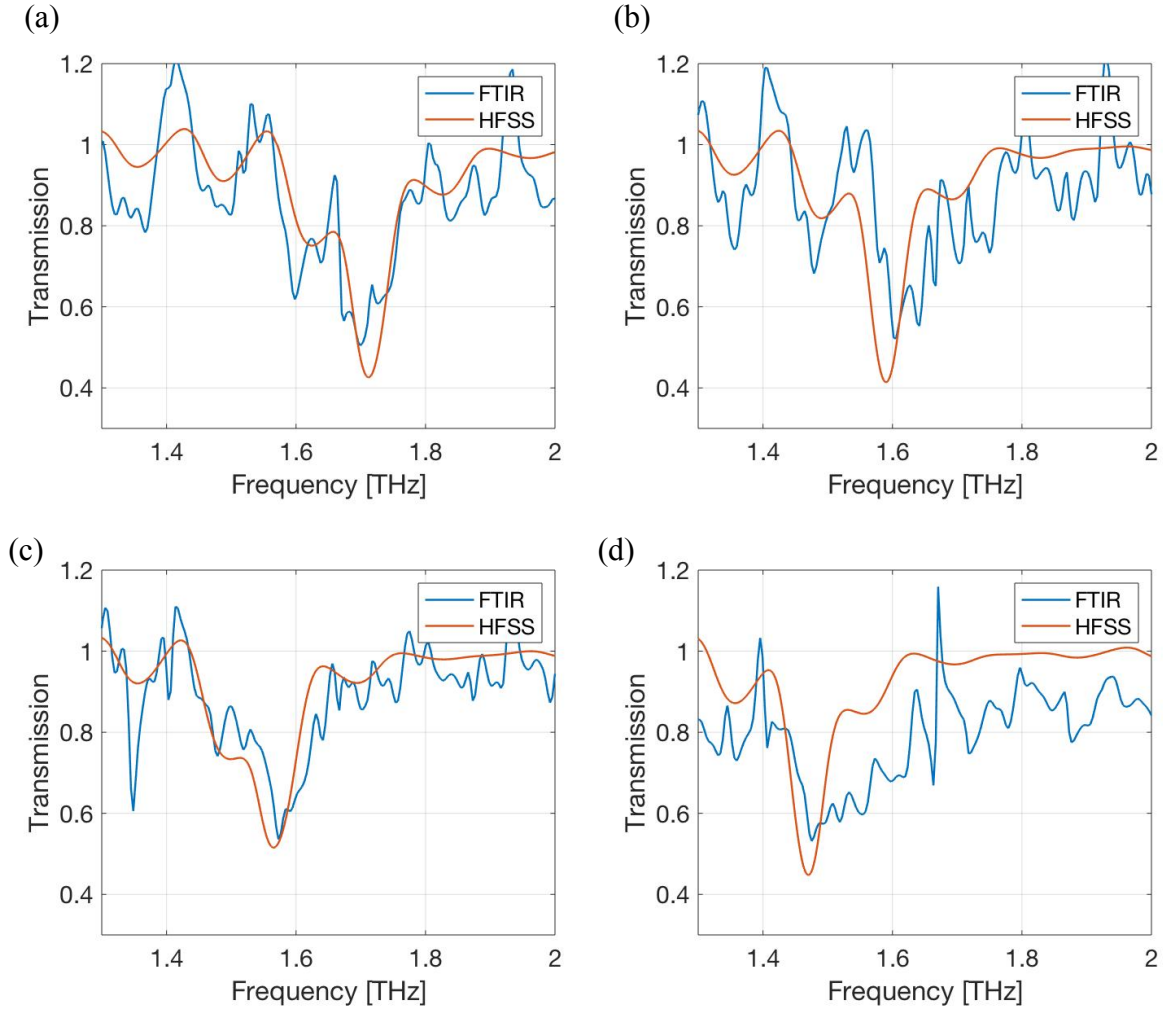 (a)
1.2
1
0.8
0.6
0.4
Transmission
FTIR
HFSS
1.4 1.6 1.8 2
Frequency [THz]
(b)
1.2
1
0.8
0.6
0.4
Transmission
FTIR
HFSS
1.4 1.6 1.8 2
Frequency [THz]
(c)
1.2
1
0.8
0.6
0.4
Transmission
FTIR
HFSS
1.4 1.6 1.8 2
Frequency [THz]
(d)
1.2
1
0.8
0.6
0.4
Transmission
FTIR
HFSS
1.4 1.6 1.8 2
Frequency [THz]